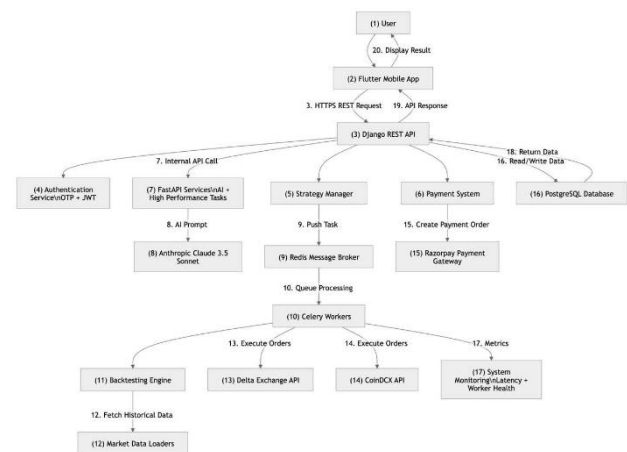 (1) User
20. Display Result
(2) Flutter Mobile App
3. HTTPS REST Request
19. API Response
(3) Django REST API
7. Internal API Call
18. Return Data
16. Read/Write Data
(4) Authentication
Service\nOTP + JWT
(7) FastAPI Services\nAI +
High Performance Tasks
(5) Strategy Manager
(6) Payment System
(16) PostgreSQL Database
8. AI Prompt
9. Push Task
15. Create Payment Order
(8) Anthropic Claude 3.5
Sonnet
(9) Redis Message Broker
(15) Razorpay Payment
Gateway
10. Queue Processing
(10) Celery Workers
13. Execute Orders
14. Execute Orders
17. Metrics
(11) Backtesting Engine
(13) Delta Exchange API
(14) CoinDCX API
(17) System
Monitoring\nLatency +
Worker Health
12. Fetch Historical Data
(12) Market Data Loaders